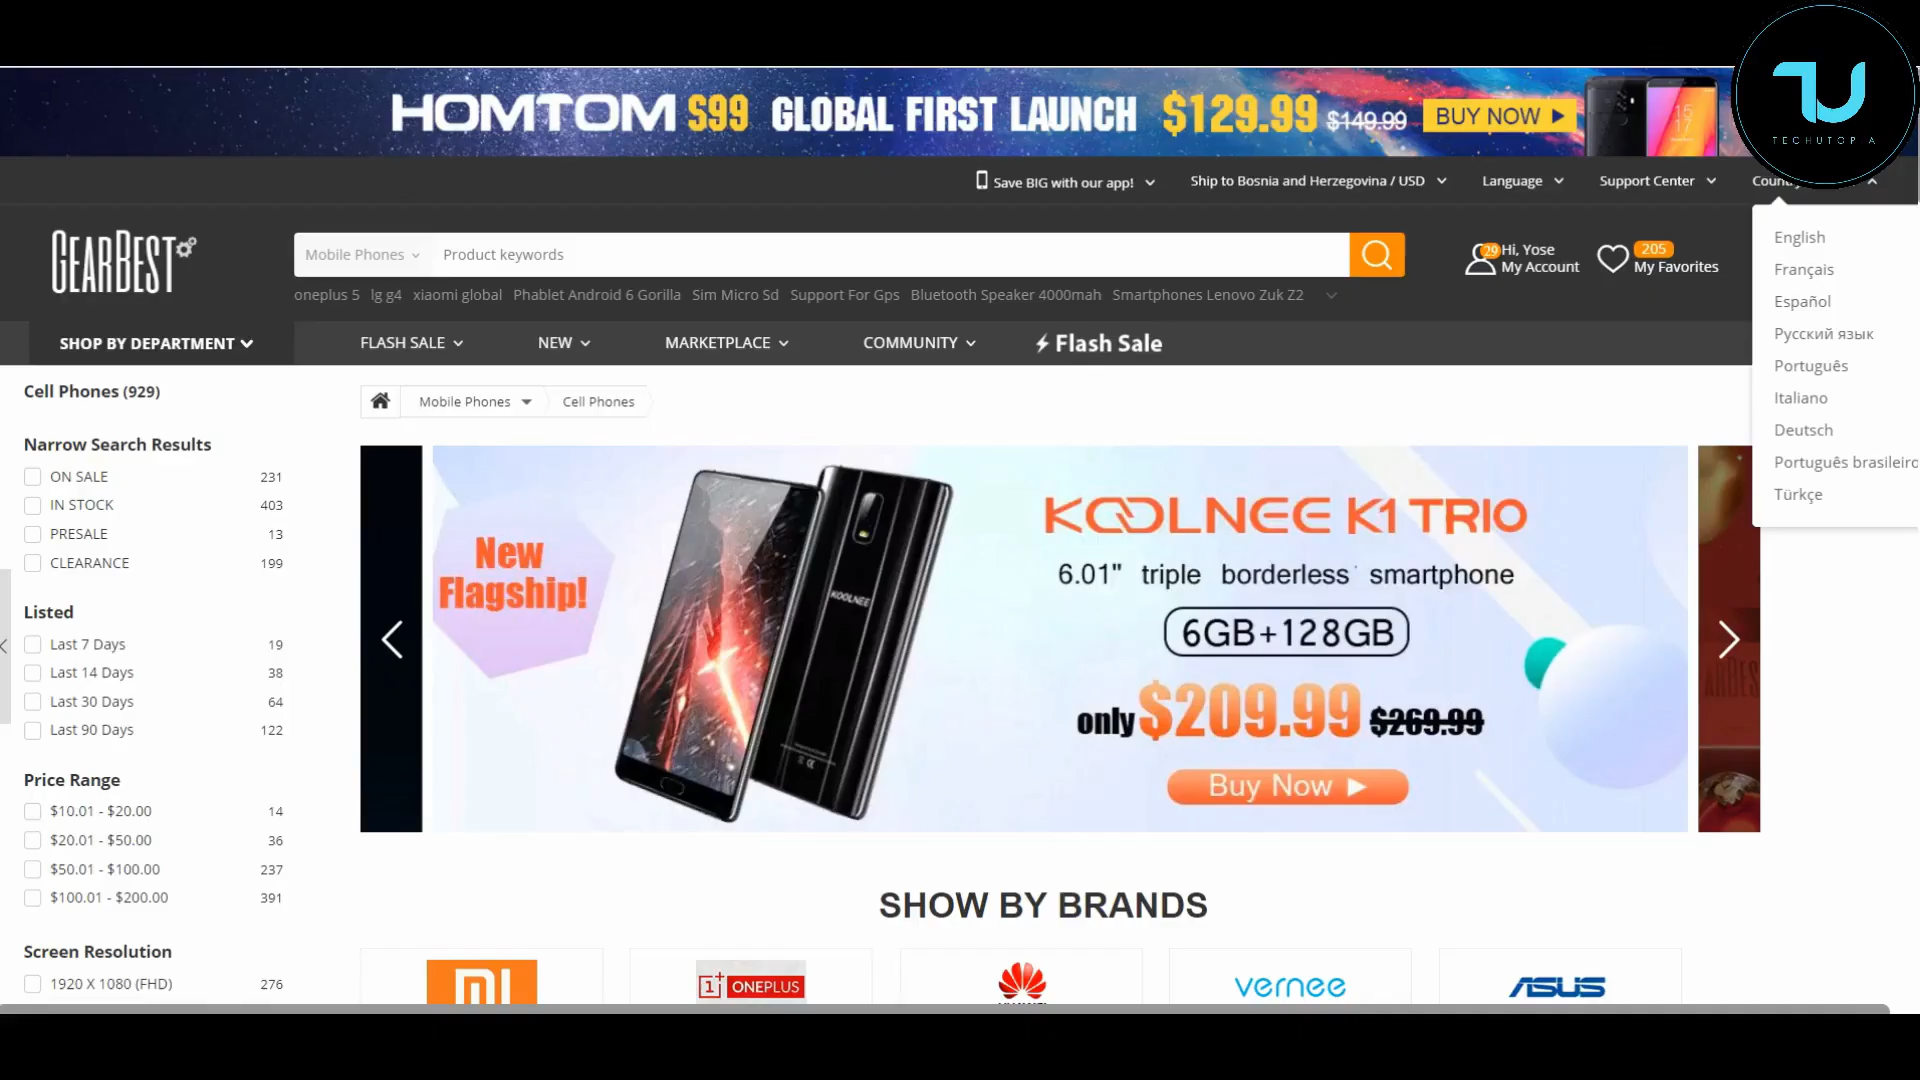 HOMTOM S99 GLOBAL FIRST LAUNCH $129.99 $149.99 BUY NOW
TECHUTOPIA
Save BIG with our app! Ship to Bosnia and Herzegovina / USD Language Support Center
GEARBEST
Mobile Phones Product keywords
29 Hi, Yose
My Account
205
My Favorites
oneplus 5 lg g4 xiaomi global Phablet Android 6 Gorilla Sim Micro Sd Support For Gps Bluetooth Speaker 4000mah Smartphones Lenovo Zuk Z2
SHOP BY DEPARTMENT FLASH SALE NEW MARKETPLACE COMMUNITY Flash Sale
English
Français
Español
Русский язык
Português
Italiano
Deutsch
Português brasileiro
Türkçe
Cell Phones (929)
Mobile Phones Cell Phones
Narrow Search Results
ON SALE 231
IN STOCK 403
PRESALE 13
CLEARANCE 199
Listed
Last 7 Days 19
Last 14 Days 38
Last 30 Days 64
Last 90 Days 122
Price Range
$10.01 - $20.00 14
$20.01 - $50.00 36
$50.01 - $100.00 237
$100.01 - $200.00 391
Screen Resolution
1920 X 1080 (FHD) 276
New
Flagship!
KOOLNEE
KOOLNEE K1 TRIO
6.01" triple borderless smartphone
6GB+128GB
only $209.99 $269.99
Buy Now
SHOW BY BRANDS
MI
1+ ONEPLUS
vernee
ASUS